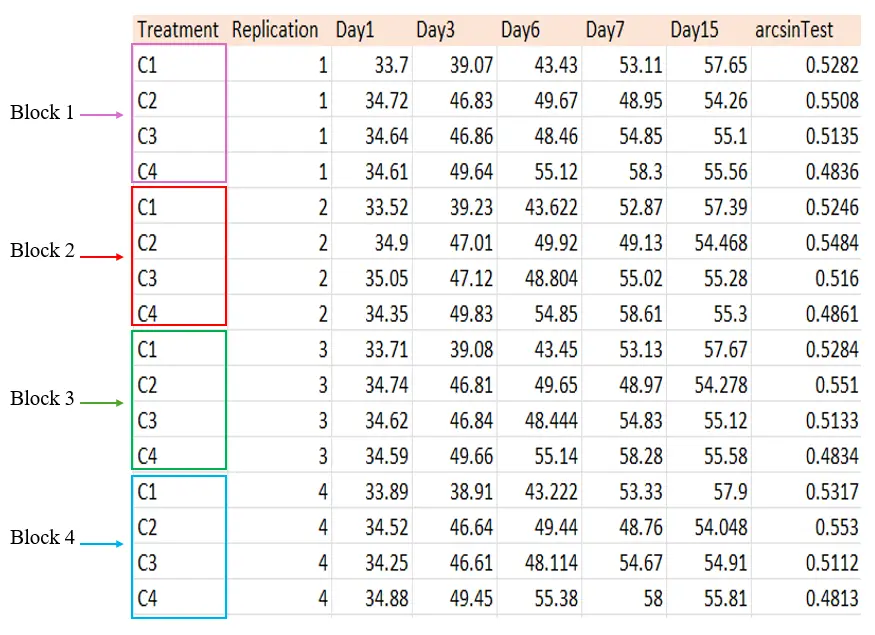 Treatment Replication Day1 Day3 Day6 Day7 Day15 arcsinTest
C1 1 33.7 39.07 43.43 53.11 57.65 0.5282
Block 1 C2 1 34.72 46.83 49.67 48.95 54.26 0.5508
C3 1 34.64 46.86 48.46 54.85 55.1 0.5135
C4 1 34.61 49.64 55.12 58.3 55.56 0.4836
C1 2 33.52 39.23 43.622 52.87 57.39 0.5246
Block 2 C2 2 34.9 47.01 49.92 49.13 54.468 0.5484
C3 2 35.05 47.12 48.804 55.02 55.28 0.516
C4 2 34.35 49.83 54.85 58.61 55.3 0.4861
C1 3 33.71 39.08 43.45 53.13 57.67 0.5284
Block 3 C2 3 34.74 46.81 49.65 48.97 54.278 0.551
C3 3 34.62 46.84 48.444 54.83 55.12 0.5133
C4 3 34.59 49.66 55.14 58.28 55.58 0.4834
C1 4 33.89 38.91 43.222 53.33 57.9 0.5317
Block 4 C2 4 34.52 46.64 49.44 48.76 54.048 0.553
C3 4 34.25 46.61 48.114 54.67 54.91 0.5112
C4 4 34.88 49.45 55.38 58 55.81 0.4813